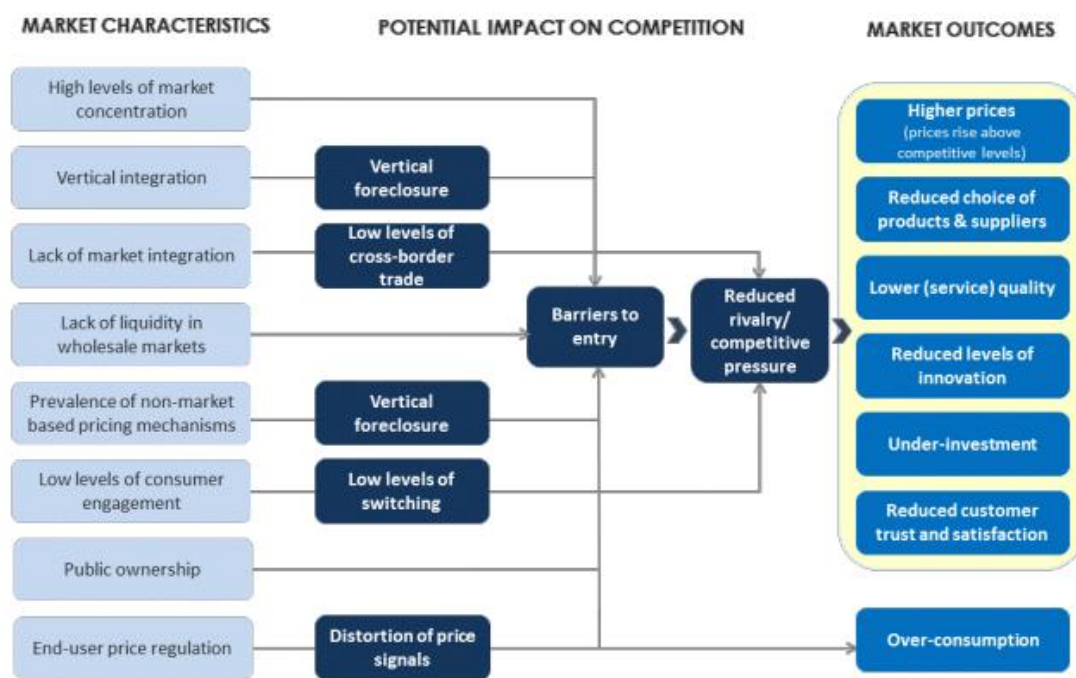 MARKET CHARACTERISTICS
POTENTIAL IMPACT ON COMPETITION
MARKET OUTCOMES
High levels of market
concentration
Vertical integration
Lack of market integration
Lack of liquidity in
wholesale markets
Prevalence of non-market
based pricing mechanisms
Low levels of consumer
engagement
Public ownership
End-user price regulation
Vertical
foreclosure
Low levels of
cross-border
trade
Vertical
foreclosure
Low levels of
switching
Distortion of price
signals
Barriers to
entry
Reduced
rivalry/
competitive
pressure
Higher prices
(prices rise above
competitive levels)
Reduced choice of
products & suppliers
Lower (service) quality
Reduced levels of
innovation
Under-investment
Reduced customer
trust and satisfaction
Over-consumption